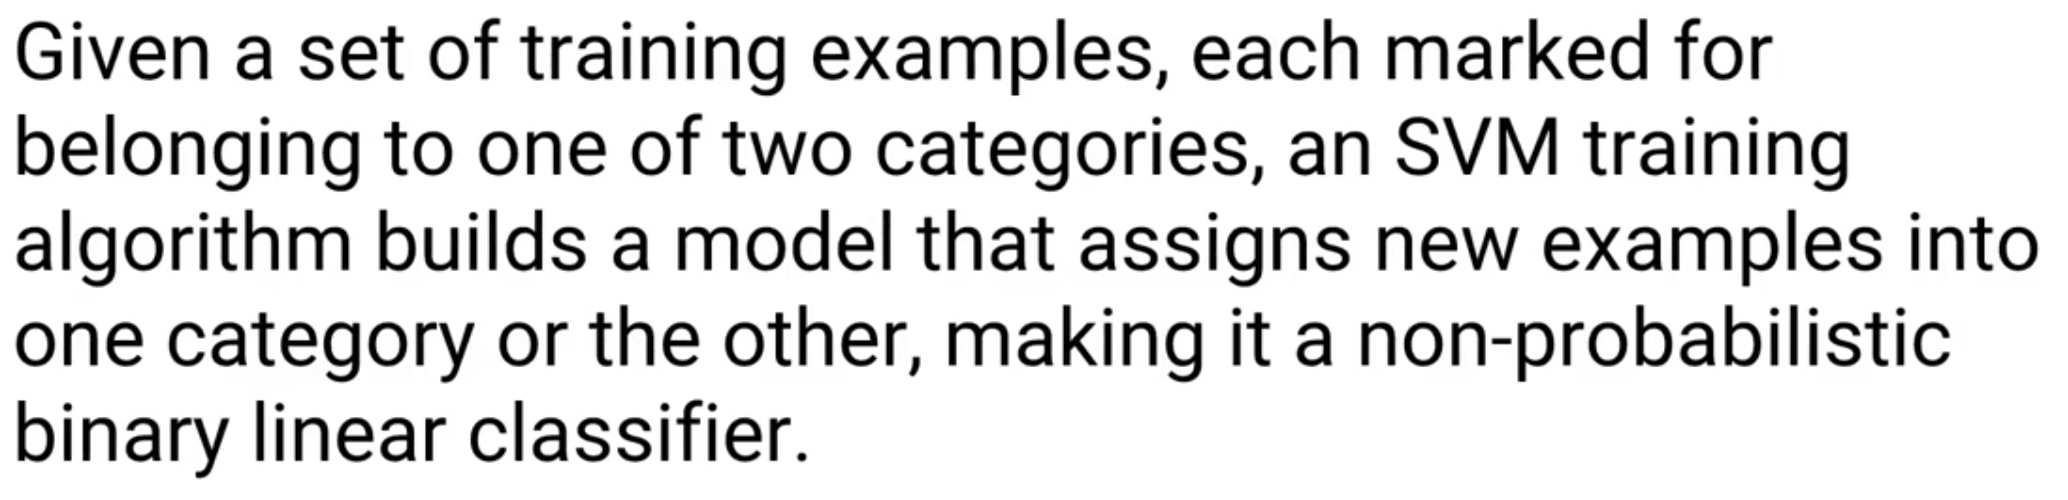 Given a set of training examples, each marked for
belonging to one of two categories, an SVM training
algorithm builds a model that assigns new examples into
one category or the other, making it a non-probabilistic
binary linear classifier.